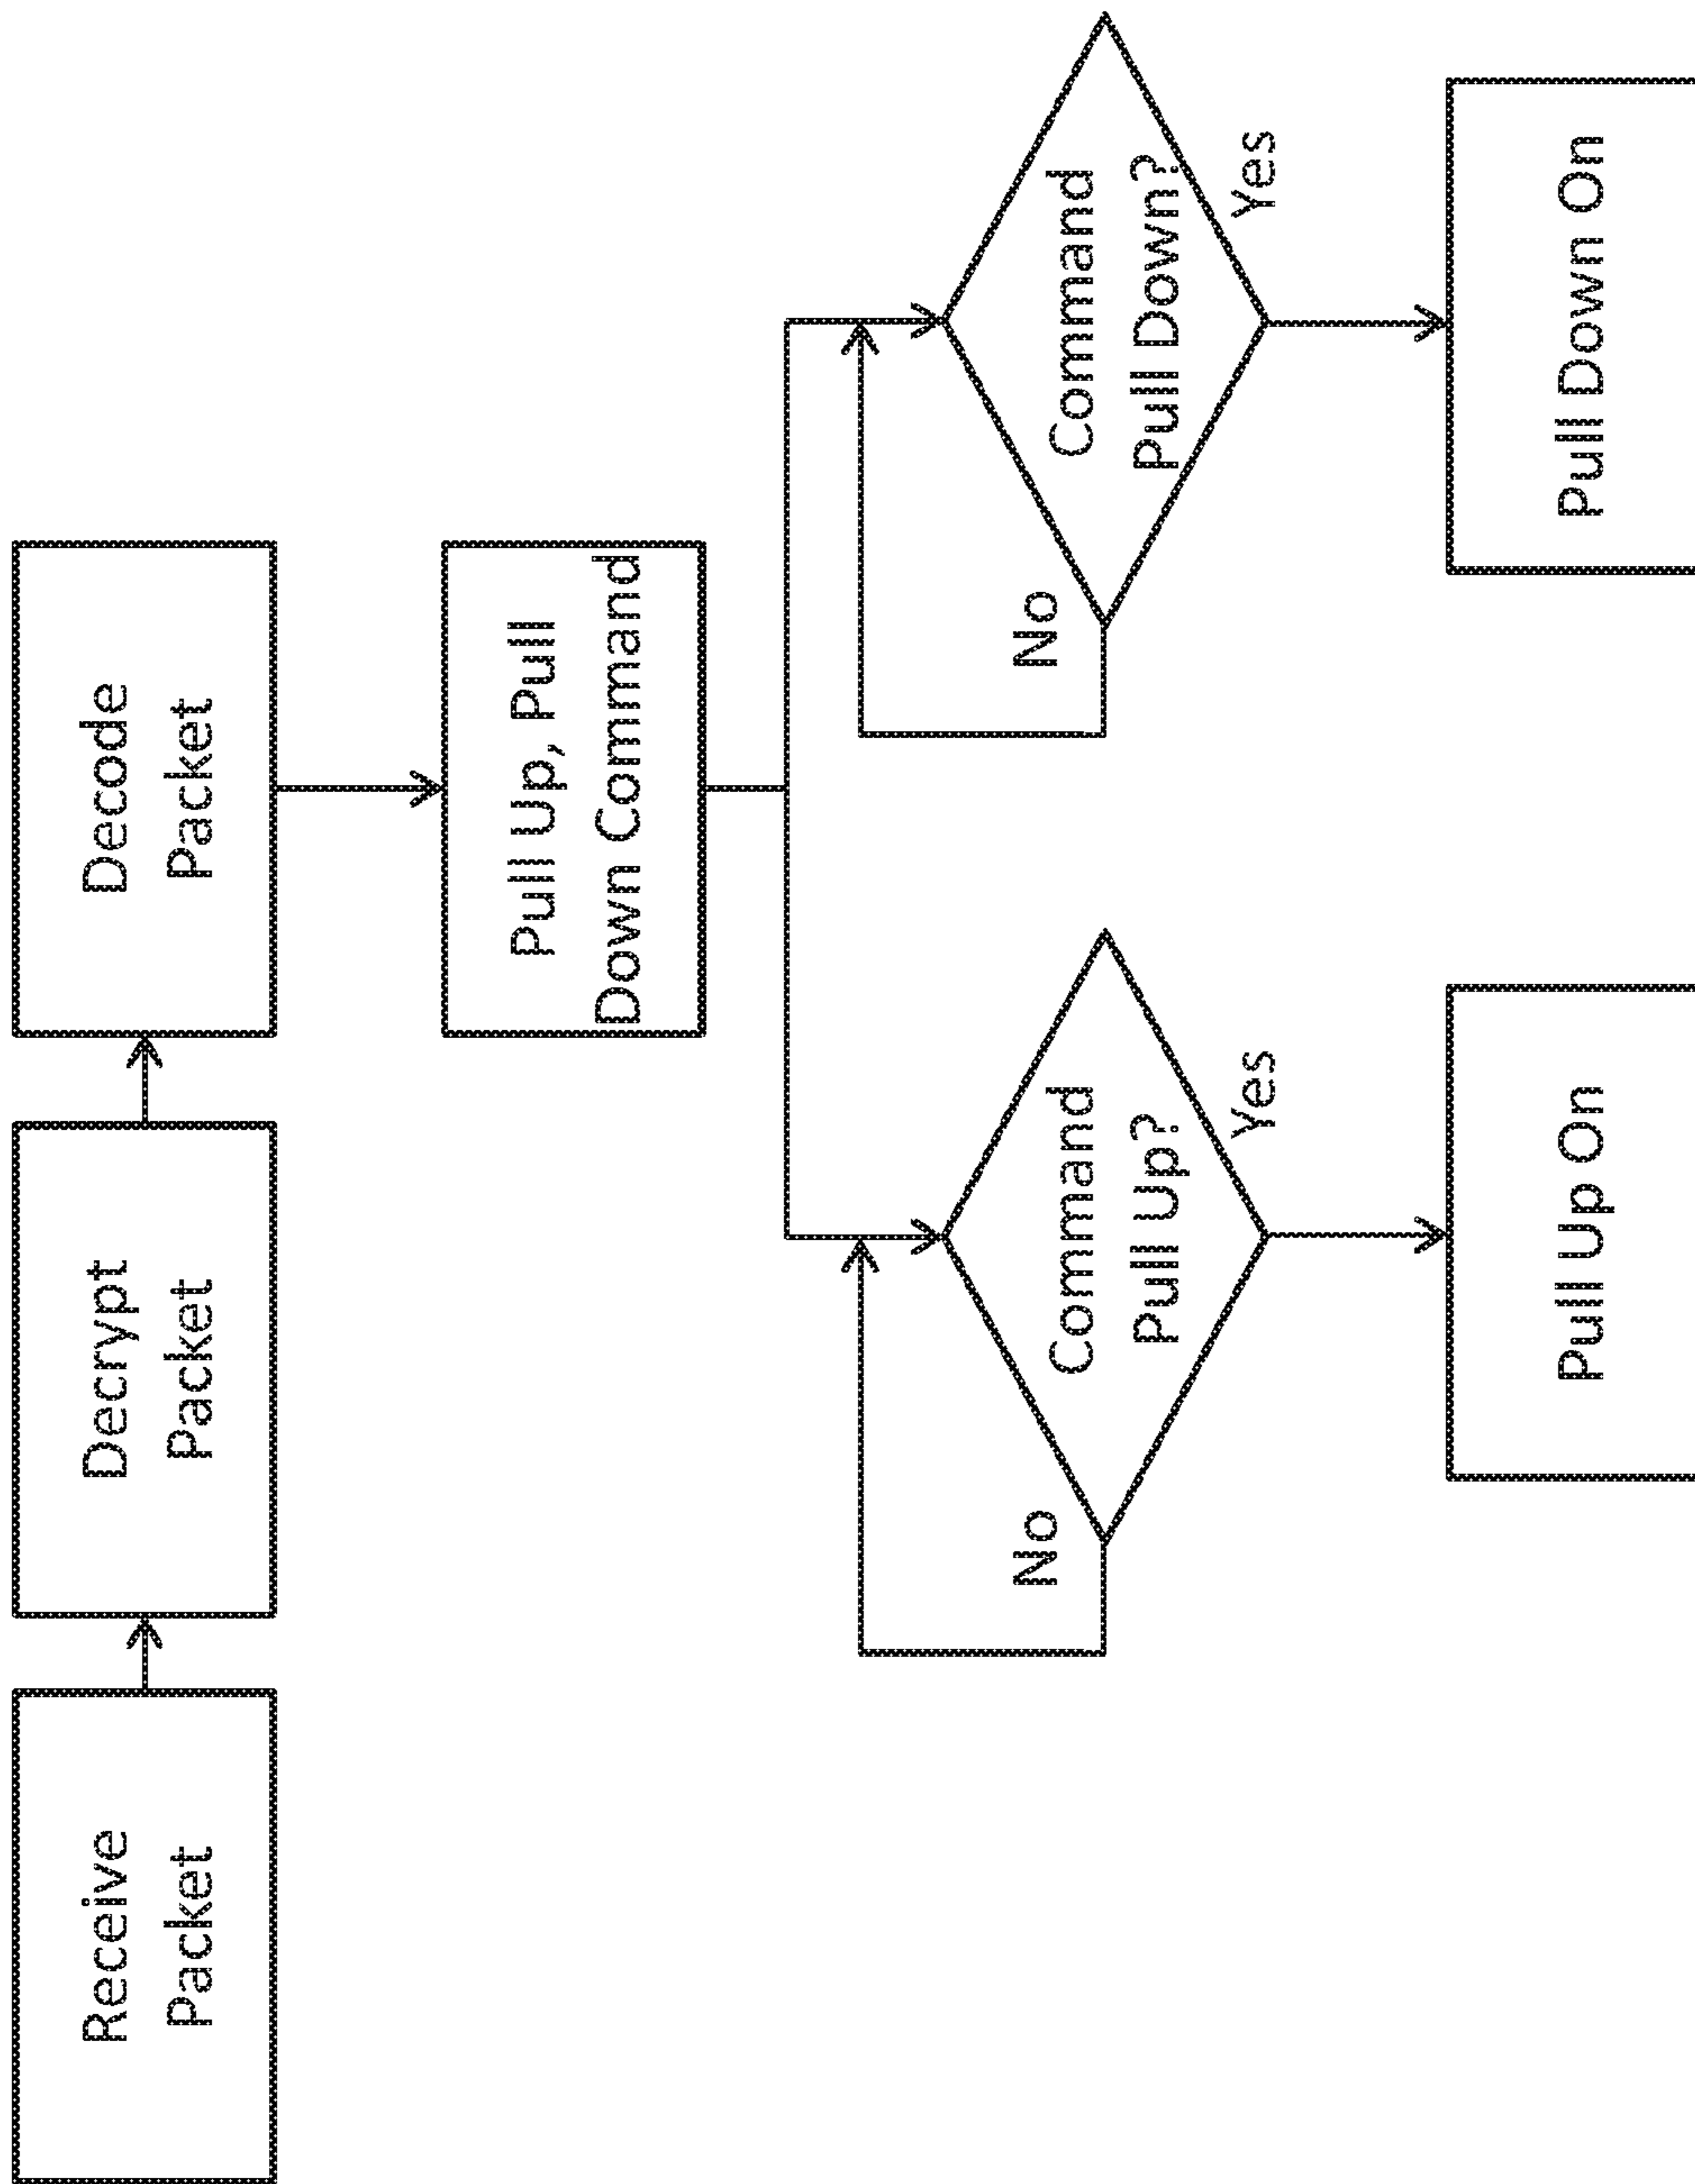 Receive
Packet
Decrypt
Packet
Decode
Packet
Pull Up, Pull
Down Command
Command
Pull Up?
No
Yes
Pull Up On
Command
Pull Down?
No
Yes
Pull Down On